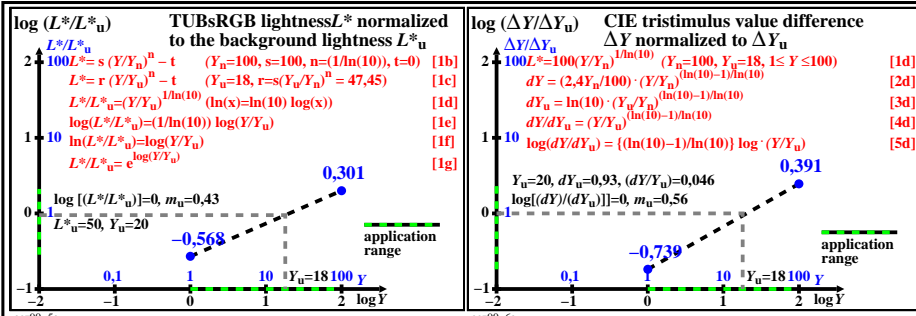 log (L*/L*u)
TUBsRGB lightnessL* normalized
to the background lightness L*u
L*/L*u
2
100
L*= s (Y/Yn)^n − t (Yn=100, s=100, n=(1/ln(10)), t=0) [1b]
L*= r (Y/Yu)^n − t (Yu=18, r=s(Yu/Yn)^n = 47,45) [1c]
L*/L*u=(Y/Yu)^1/ln(10) (ln(x)=ln(10) log(x)) [1d]
log(L*/L*u)=(1/ln(10)) log(Y/Yu) [1e]
1
10
ln(L*/L*u)=log(Y/Yu) [1f]
L*/L*u= e^log(Y/Yu) [1g]
0,301
log [(L*/L*u)]=0, mu=0,43
0
1
L*u=50, Yu=20
−0,568
application
range
0,1 1 10 Yu=18 100 Y
−1
−2 −1 0 1 2 log Y
log (ΔY/ΔYu)
CIE tristimulus value difference
ΔY normalized to ΔYu
ΔY/ΔYu
2
100
L*=100(Y/Yn)^1/ln(10) (Yn=100, Yu=18, 1≤ Y ≤100) [1d]
dY = (2,4Yn/100) · (Y/Yn)^(ln(10)−1)/ln(10) [2d]
dYu = ln(10) · (Yu/Yn)^(ln(10)−1)/ln(10) [3d]
dY/dYu = (Y/Yu)^(ln(10)−1)/ln(10) [4d]
1
10
log(dY/dYu) = {(ln(10)−1)/ln(10)} log · (Y/Yu) [5d]
0,391
Yu=20, dYu=0,93, (dY/Yu)=0,046
log[(dY)/(dYu)]]=0, mu=0,56
0
1
−0,739
application
range
0,1 1 10 Yu=18 100 Y
−1
−2 −1 0 1 2 log Y